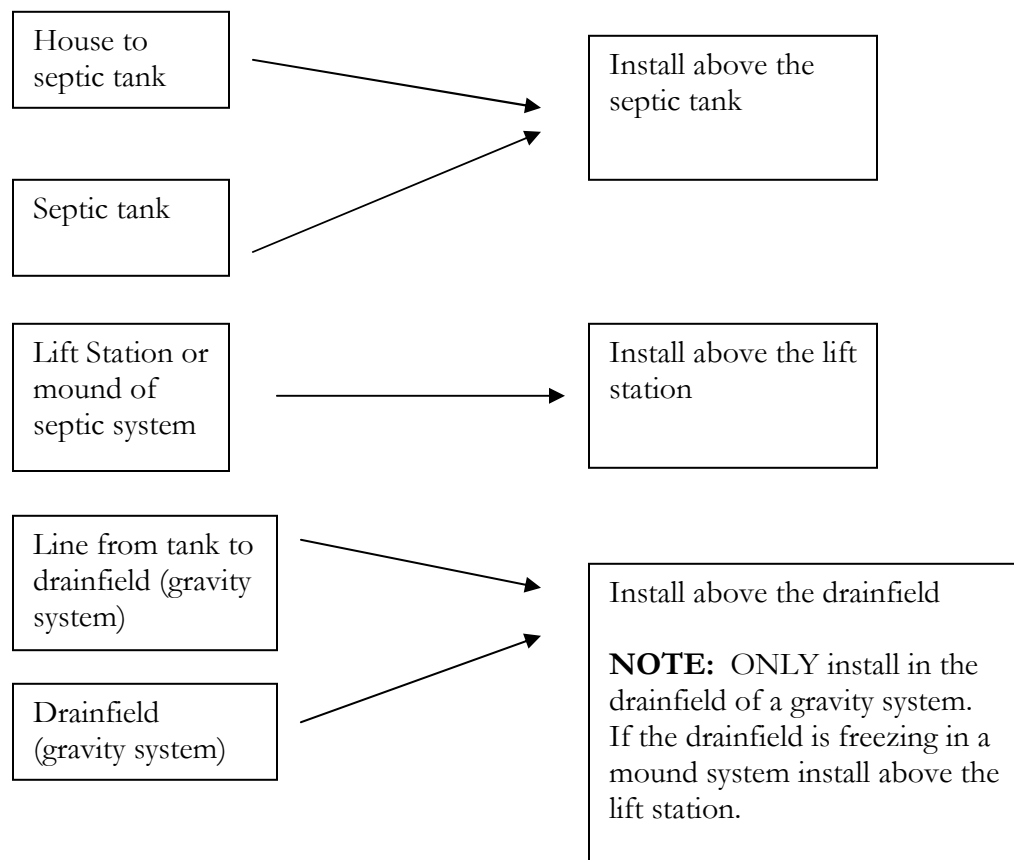 House to
septic tank
Install above the
septic tank
Septic tank
Lift Station or
mound of
septic system
Install above the lift
station
Line from tank to
drainfield (gravity
system)
Drainfield
(gravity system)
Install above the drainfield
NOTE:  ONLY install in the
drainfield of a gravity system.
If the drainfield is freezing in a
mound system install above the
lift station.